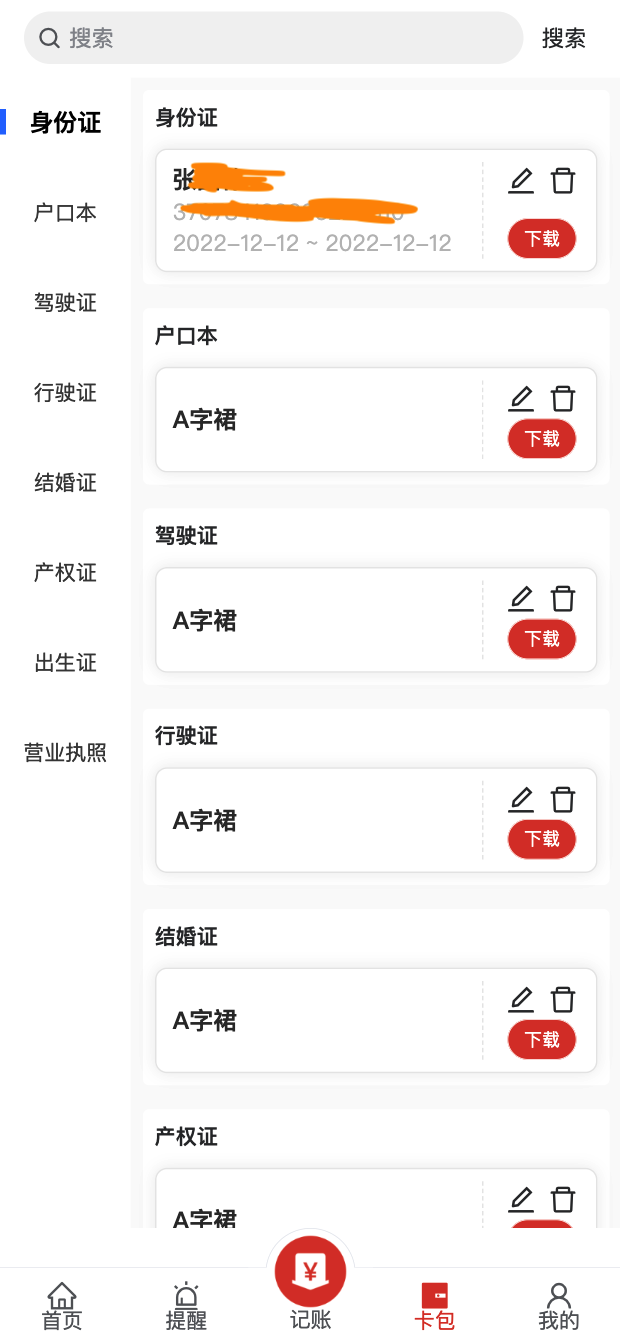 搜索
搜索
身份证
户口本
驾驶证
行驶证
结婚证
产权证
出生证
营业执照
身份证
张
2022-12-12 ~ 2022-12-12
下载
户口本
A字裙
下载
驾驶证
A字裙
下载
行驶证
A字裙
下载
结婚证
A字裙
下载
产权证
A字裙
首页
提醒
¥
记账
卡包
我的